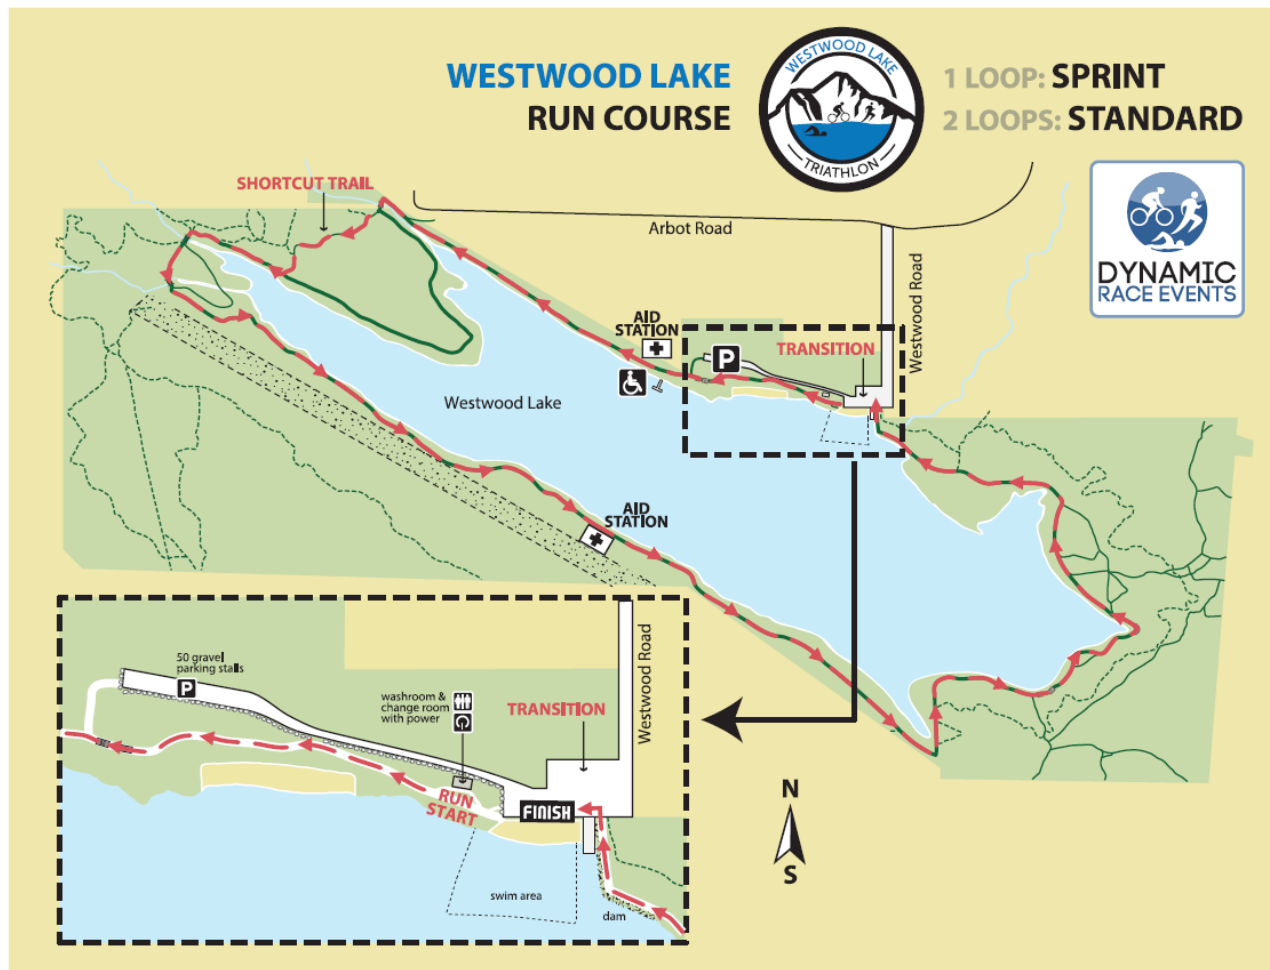 WESTWOOD LAKE
RUN COURSE
WESTWOOD LAKE
TRIATHLON
1 LOOP: SPRINT
2 LOOPS: STANDARD
DYNAMIC
RACE EVENTS
SHORTCUT TRAIL
Arbot Road
Westwood Road
AID
STATION
P
TRANSITION
Westwood Lake
AID
STATION
50 gravel
parking stalls
P
washroom &
change room
with power
TRANSITION
Westwood Road
RUN
START
FINISH
swim area
dam
N
S